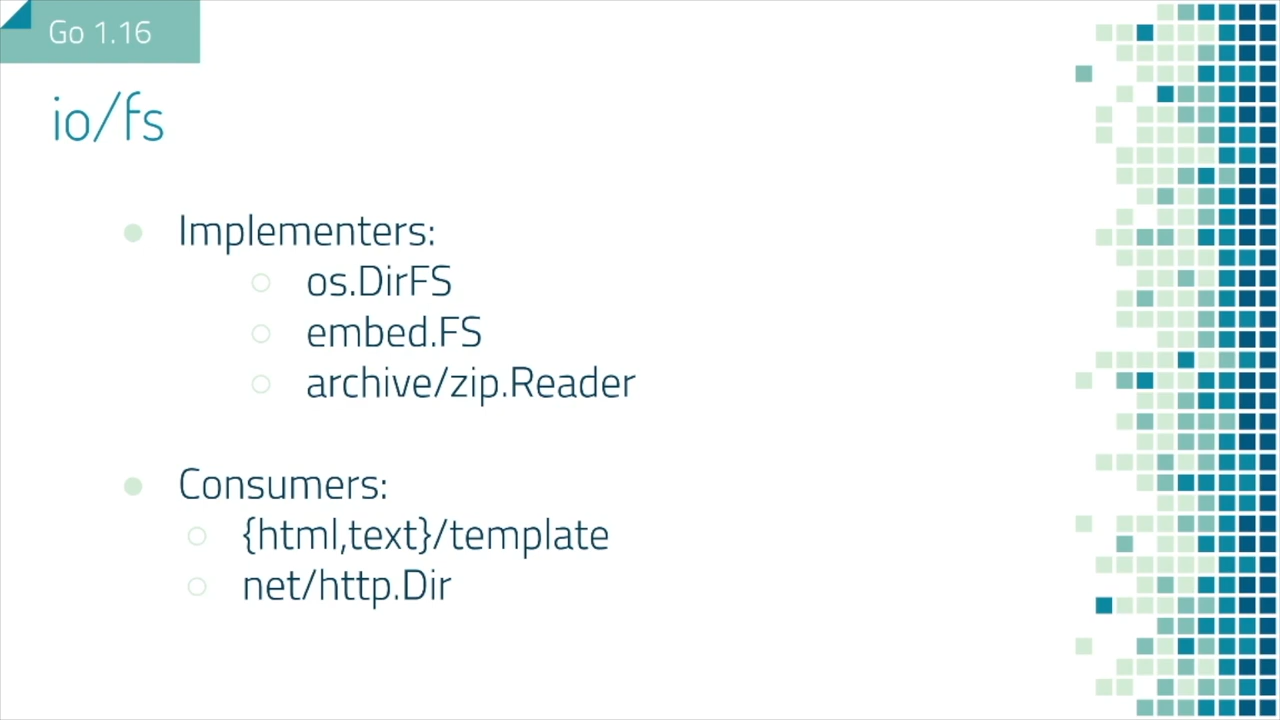 Go 1.16
io/fs
Implementers:
os.DirFS
embed.FS
archive/zip.Reader
Consumers:
{html,text}/template
net/http.Dir